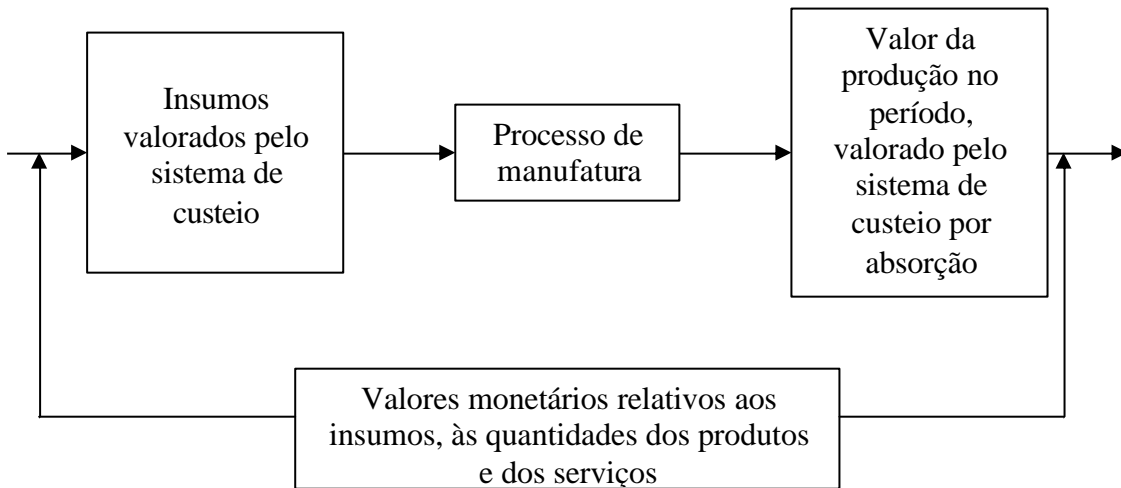 Insumos
valorados pelo
sistema de
custeio
Processo de
manufatura
Valor da
produção no
período,
valorado pelo
sistema de
custeio por
absorção
Valores monetários relativos aos
insumos, às quantidades dos produtos
e dos serviços